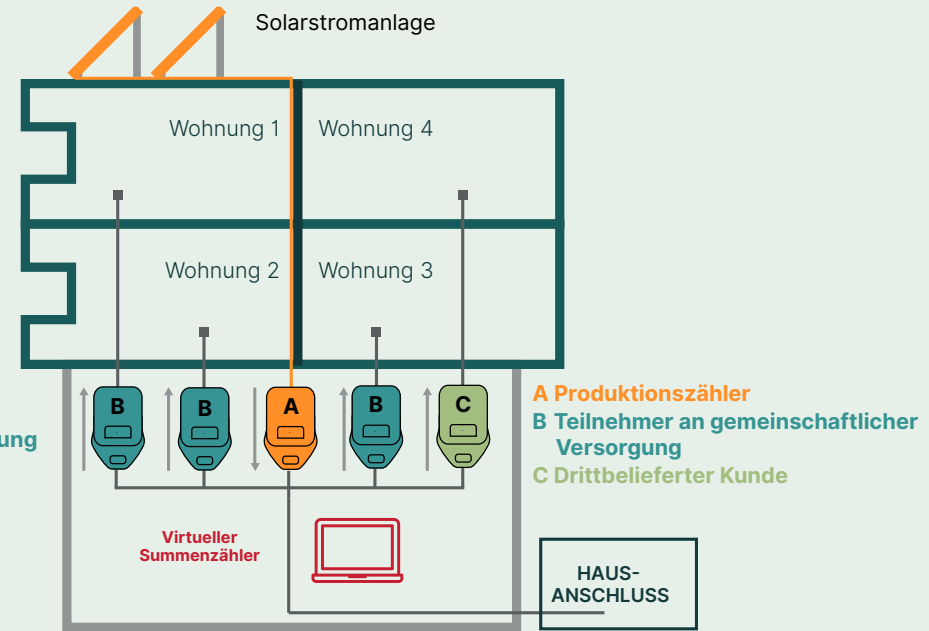 Solarstromanlage
Wohnung 1
Wohnung 4
Wohnung 2
Wohnung 3
B
B
A
B
C
A Produktionszähler
B Teilnehmer an gemeinschaftlicher
Versorgung
C Drittbelieferter Kunde
ung
Virtueller
Summenzähler
HAUS-
ANSCHLUSS